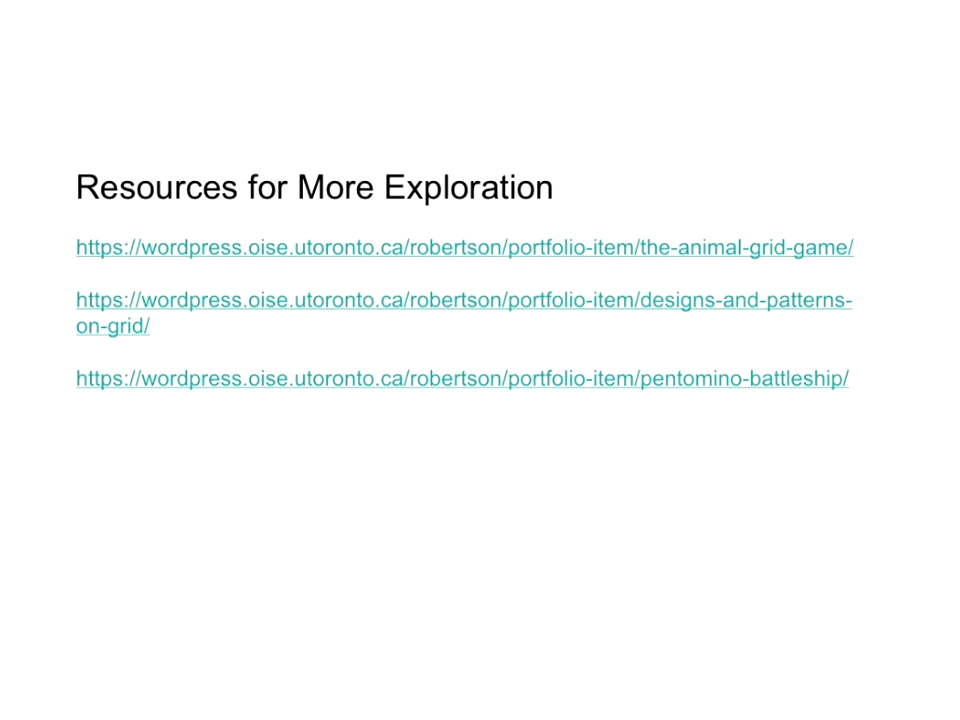 Resources for More Exploration
https://wordpress.oise.utoronto.ca/robertson/portfolio-item/the-animal-grid-game/
https://wordpress.oise.utoronto.ca/robertson/portfolio-item/designs-and-patterns-
on-grid/
https://wordpress.oise.utoronto.ca/robertson/portfolio-item/pentomino-battleship/